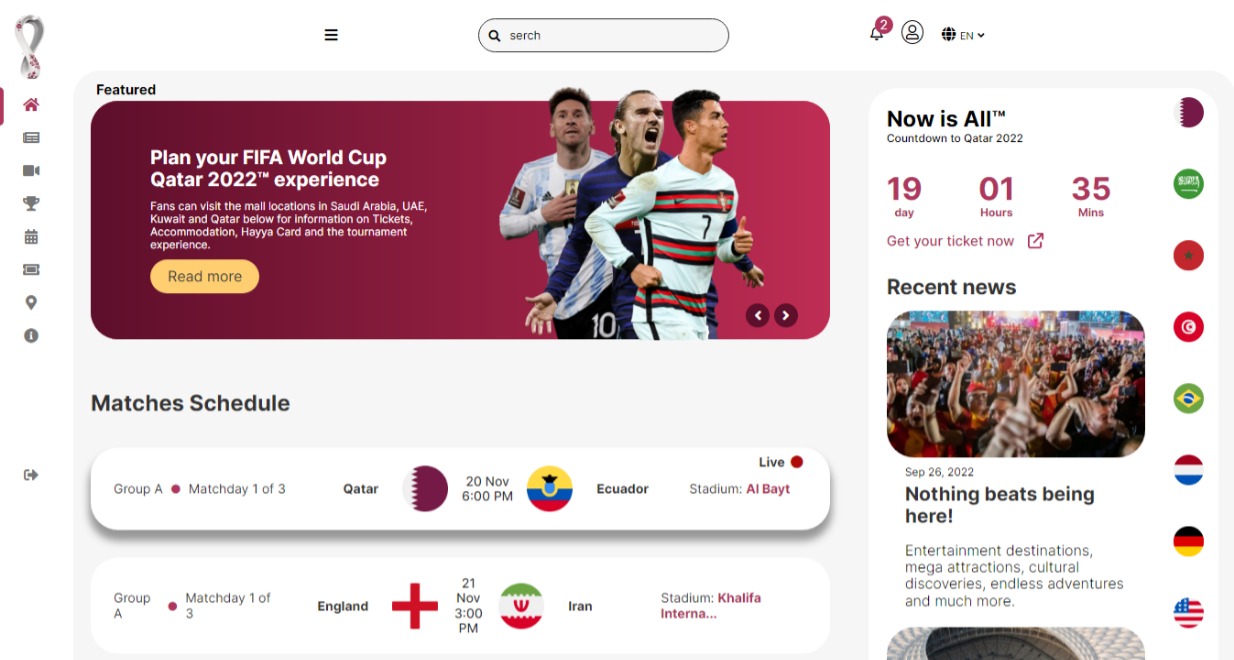 serch
2
EN
Featured
Plan your FIFA World Cup
Qatar 2022™ experience
Fans can visit the mall locations in Saudi Arabia, UAE,
Kuwait and Qatar below for information on Tickets,
Accommodation, Hayya Card and the tournament
experience.
Read more
10
7
Matches Schedule
Live
Group A
Matchday 1 of 3
Qatar
20 Nov
6:00 PM
Ecuador
Stadium: Al Bayt
Group
A
Matchday 1 of
3
England
21
Nov
3:00
PM
Iran
Stadium: Khalifa
Interna...
Now is All™
Countdown to Qatar 2022
19
day
01
Hours
35
Mins
Get your ticket now
Recent news
Sep 26, 2022
Nothing beats being
here!
Entertainment destinations,
mega attractions, cultural
discoveries, endless adventures
and much more.